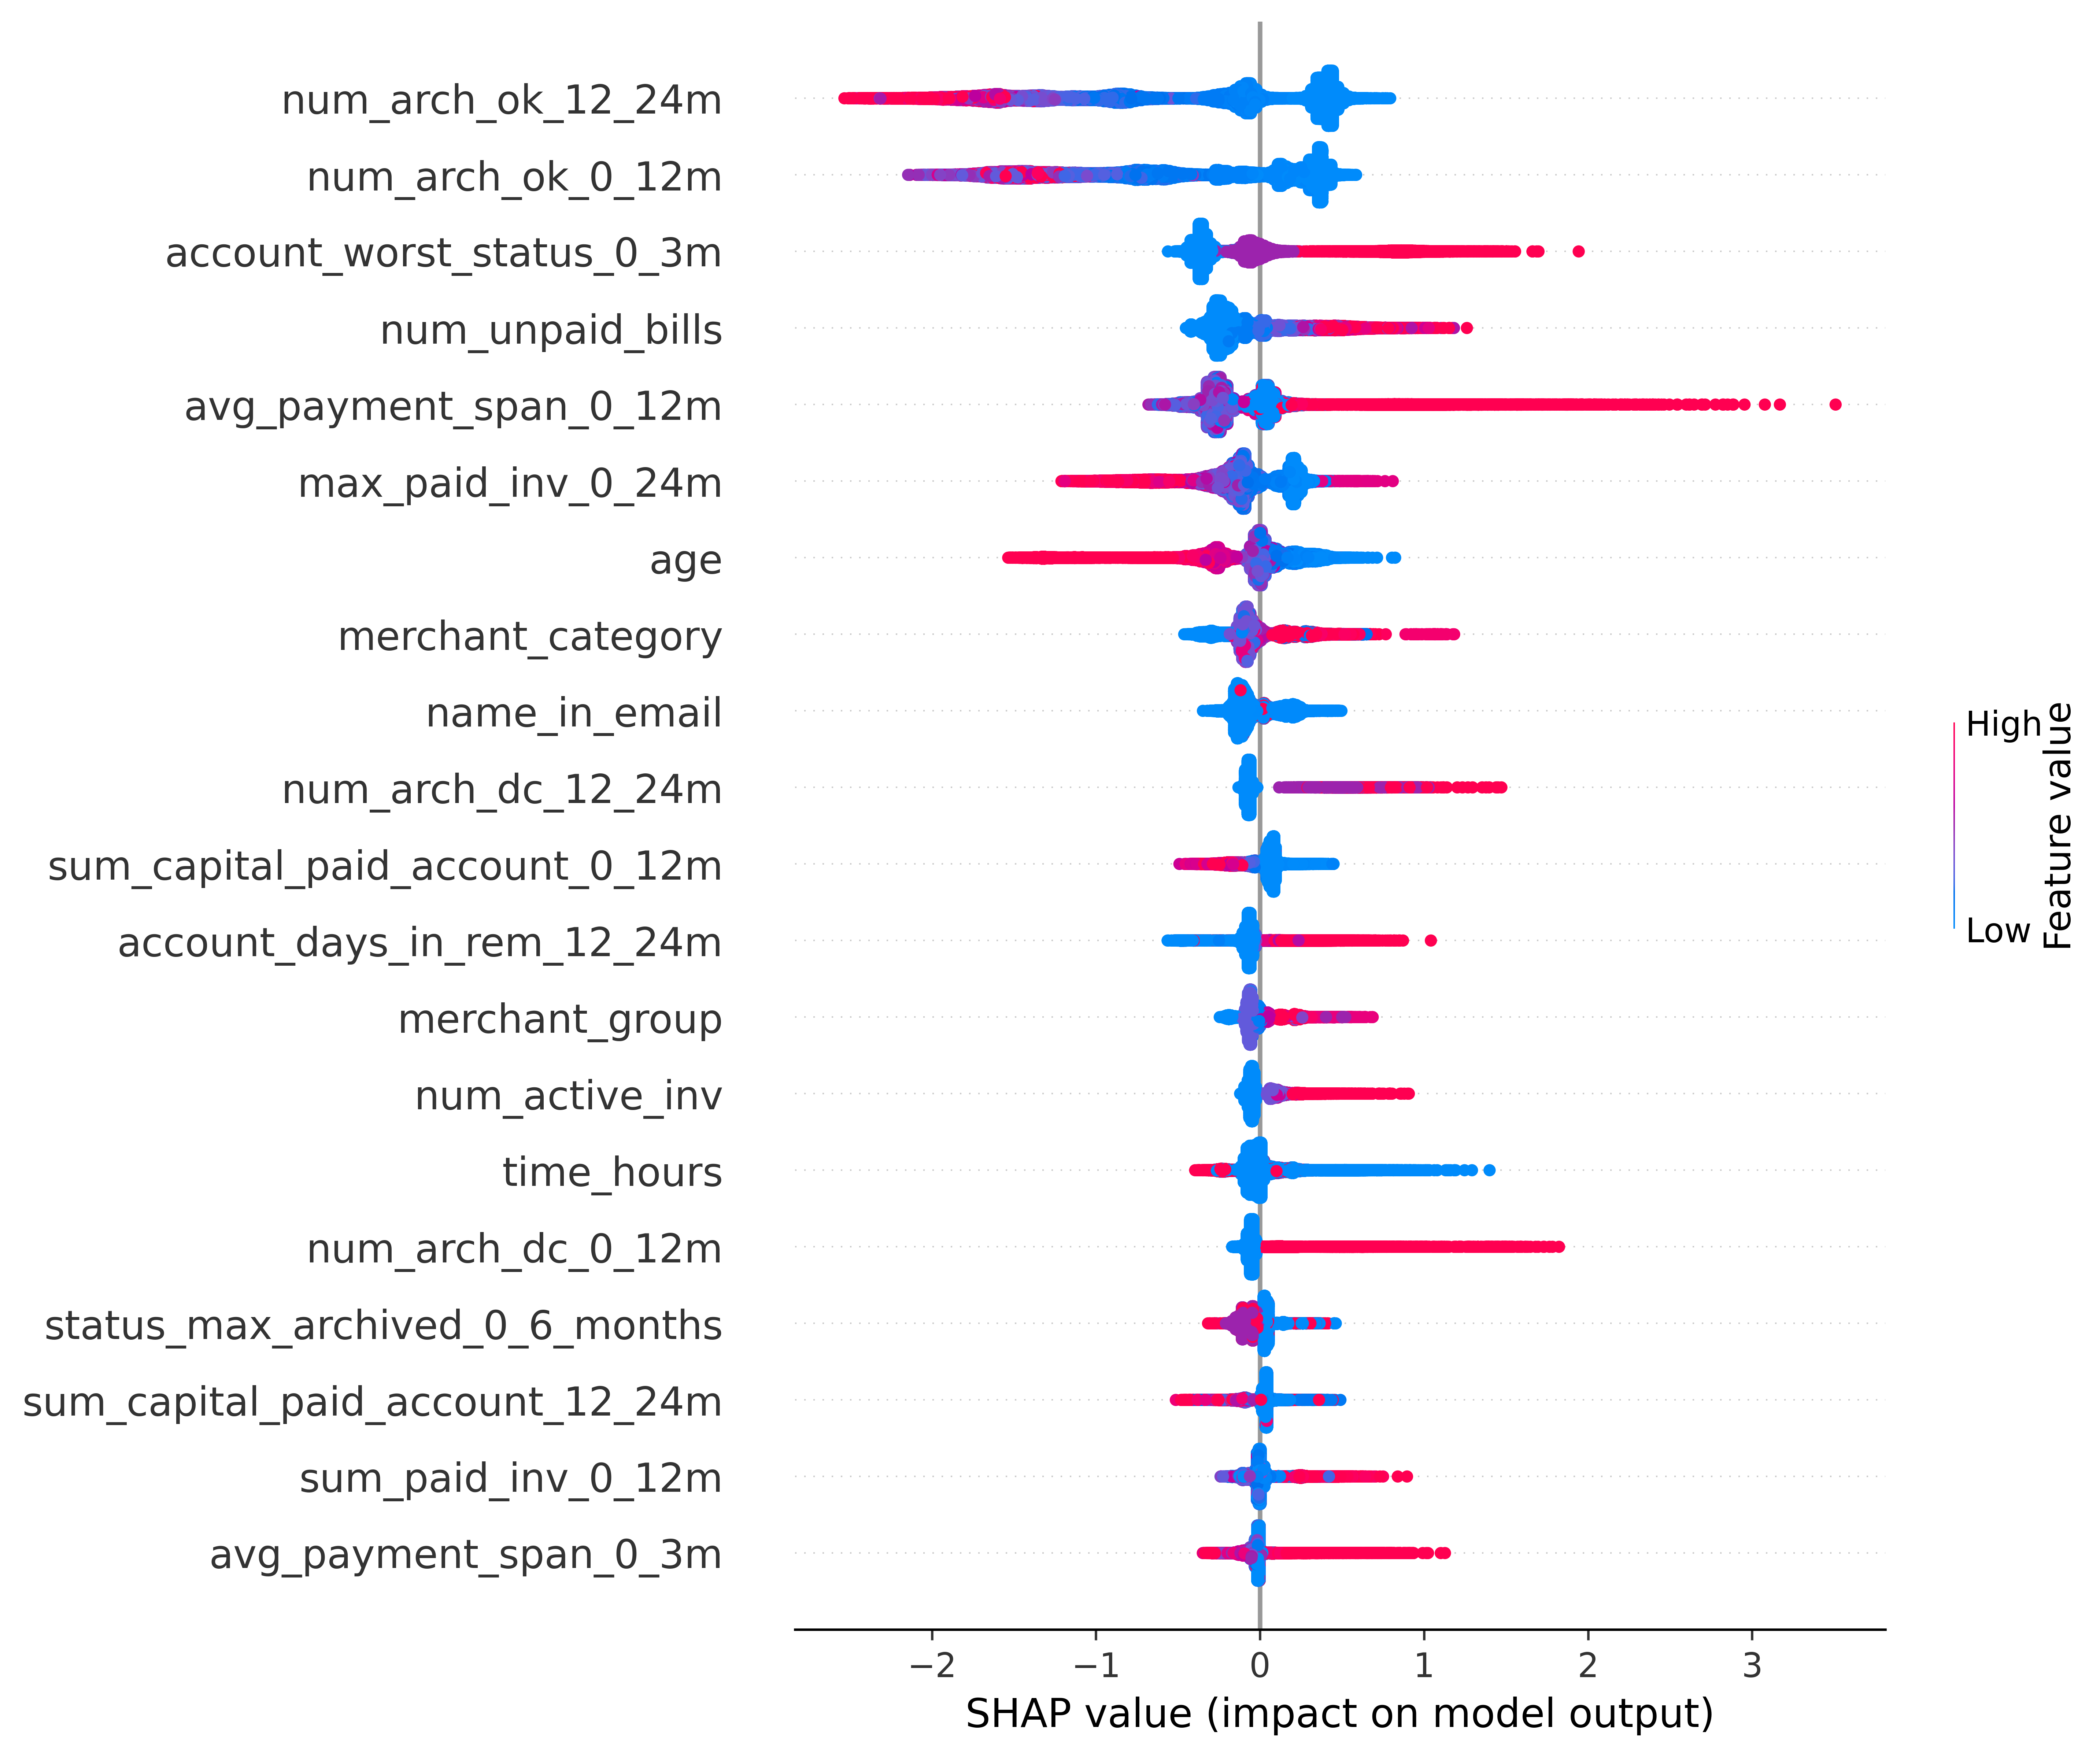 num_arch_ok_12_24m
num_arch_ok_0_12m
account_worst_status_0_3m
num_unpaid_bills
avg_payment_span_0_12m
max_paid_inv_0_24m
age
merchant_category
name_in_email
num_arch_dc_12_24m
sum_capital_paid_account_0_12m
account_days_in_rem_12_24m
merchant_group
num_active_inv
time_hours
num_arch_dc_0_12m
status_max_archived_0_6_months
sum_capital_paid_account_12_24m
sum_paid_inv_0_12m
avg_payment_span_0_3m
−2 −1 0 1 2 3
SHAP value (impact on model output)
High
Low
Feature value